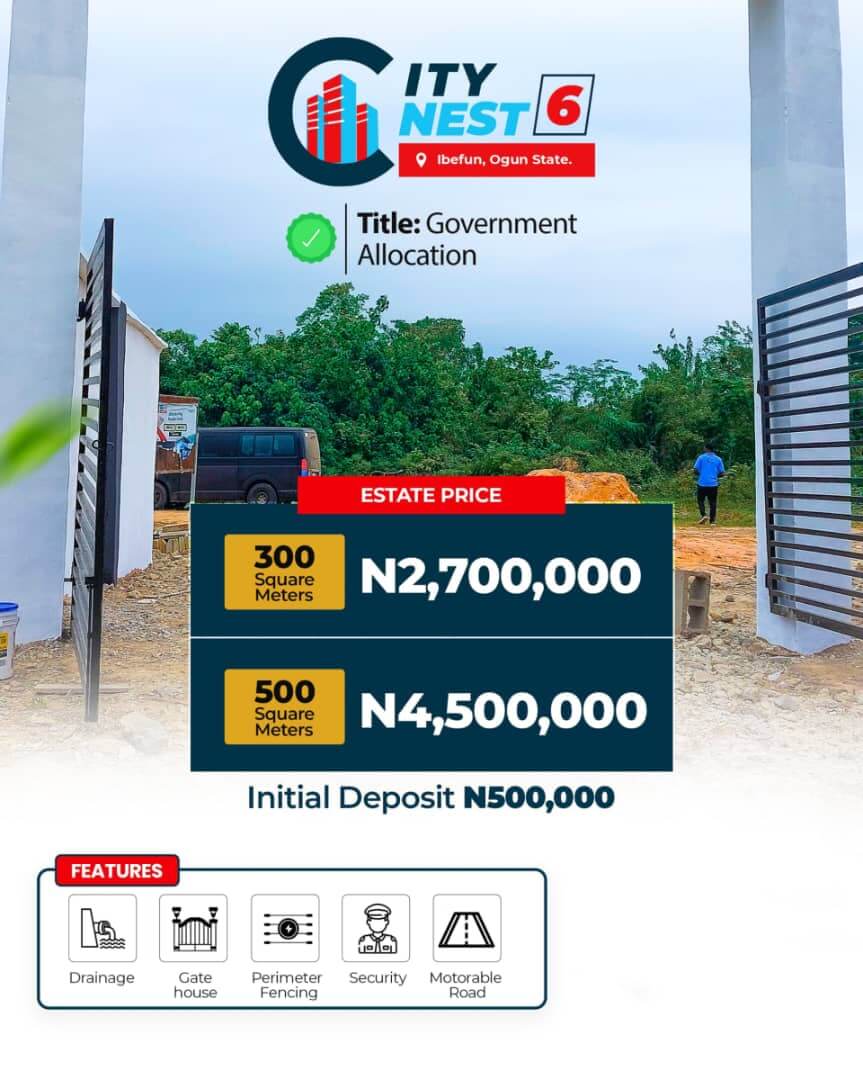 CITY
NEST 6
Ibefun, Ogun State.
Title: Government
Allocation
ESTATE PRICE
300
Square
Meters
N2,700,000
500
Square
Meters
N4,500,000
Initial Deposit N500,000
FEATURES
Drainage
Gate
house
Perimeter
Fencing
Security
Motorable
Road